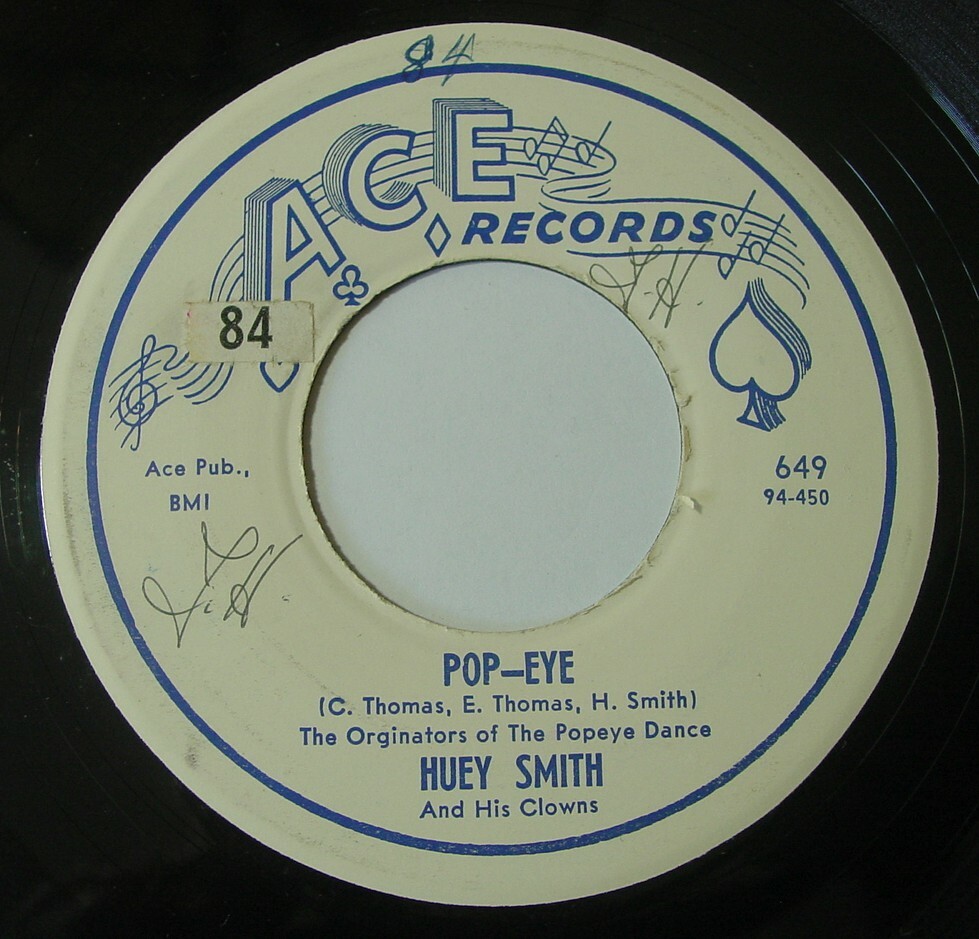 84
ACE
RECORDS
J.H.
84
Ace Pub.,
BMI
649
94-450
J.H.
POP–EYE
(C. Thomas, E. Thomas, H. Smith)
The Orginators of The Popeye Dance
HUEY SMITH
And His Clowns